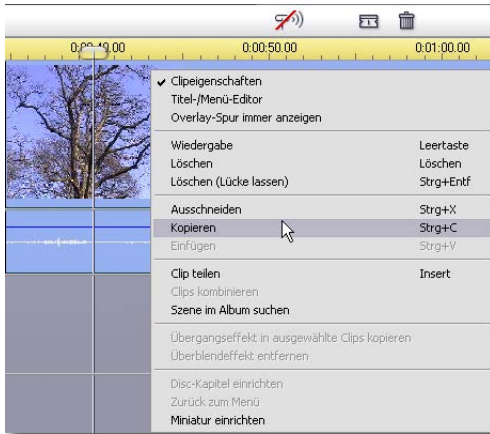 0:00:40.00 0:00:50.00 0:01:00.00
Clipeigenschaften
Titel-/Menü-Editor
Overlay-Spur immer anzeigen
Wiedergabe Leertaste
Löschen Löschen
Löschen (Lücke lassen) Strg+Entf
Ausschneiden Strg+X
Kopieren Strg+C
Einfügen Strg+V
Clip teilen Insert
Clips kombinieren
Szene im Album suchen
Übergangseffekt in ausgewählte Clips kopieren
Überblendeffekt entfernen
Disc-Kapitel einrichten
Zurück zum Menü
Miniatur einrichten